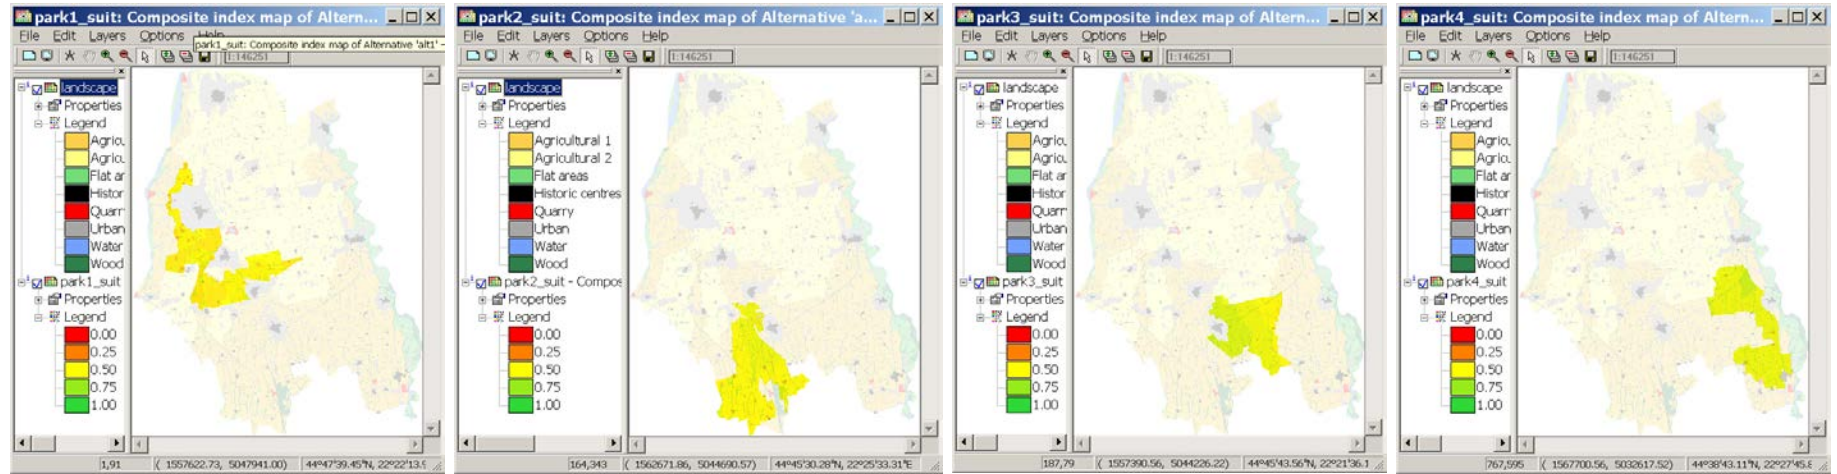 park1_suit: Composite index map of Altern...
File Edit Layers Options Help
park1_suit: Composite index map of Alternative 'alt1' -
1:146251
landscape
Properties
Legend
Agricu
Agricu
Flat ar
Histor
Quarr
Urban
Water
Wood
park1_suit
Properties
Legend
0.00
0.25
0.50
0.75
1.00
1,91 ( 1557622.73, 5047941.00) 44°47'39.45"N, 22°22'13.9
park2_suit: Composite index map of Alternative 'a...
File Edit Layers Options Help
1:146251
landscape
Properties
Legend
Agricultural 1
Agricultural 2
Flat areas
Historic centres
Quarry
Urban
Water
Wood
park2_suit - Compos
Properties
Legend
0.00
0.25
0.50
0.75
1.00
164,343 ( 1562671.86, 5044690.57) 44°45'30.28"N, 22°25'33.31"E
park3_suit: Composite index map of Altern...
File Edit Layers Options Help
1:146251
landscape
Properties
Legend
Agricu
Agricu
Flat ar
Histor
Quarr
Urban
Water
Wood
park3_suit
Properties
Legend
0.00
0.25
0.50
0.75
1.00
187,79 ( 1557390.56, 5044226.22) 44°45'43.56"N, 22°21'36.1
park4_suit: Composite index map of Altern...
File Edit Layers Options Help
1:146251
landscape
Properties
Legend
Agricu
Agricu
Flat ar
Histor
Quarr
Urban
Water
Wood
park4_suit
Properties
Legend
0.00
0.25
0.50
0.75
1.00
767,595 ( 1567700.56, 5032617.52) 44°38'43.11"N, 22°27'45.8